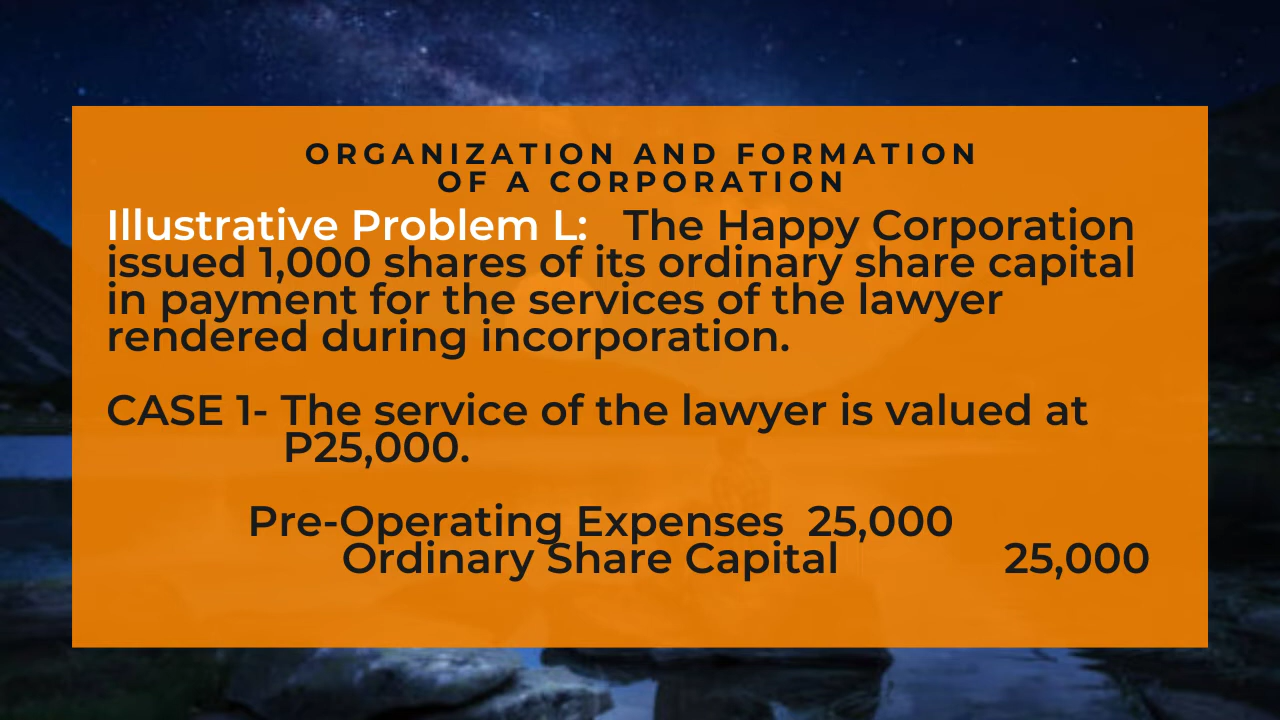 ORGANIZATION AND FORMATION
OF A CORPORATION
Illustrative Problem L: The Happy Corporation
issued 1,000 shares of its ordinary share capital
in payment for the services of the lawyer
rendered during incorporation.
CASE 1- The service of the lawyer is valued at
P25,000.
Pre-Operating Expenses 25,000
Ordinary Share Capital 25,000